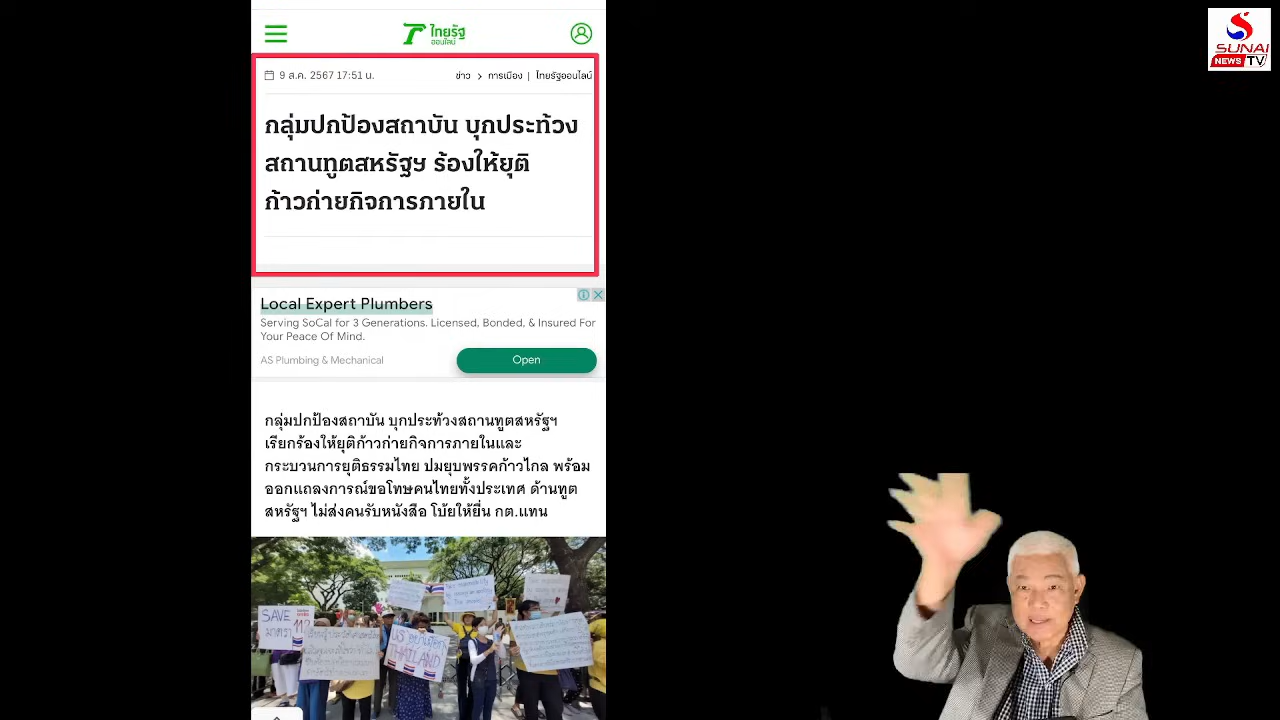 ไทยรัฐ
ออนไลน์
9 ส.ค. 2567 17:51 น.
ข่าว > การเมือง | ไทยรัฐออนไลน์
กลุ่มปกป้องสถาบัน บุกประท้วง
สถานทูตสหรัฐฯ ร้องให้ยุติ
ก้าวก่ายกิจการภายใน
Local Expert Plumbers
Serving SoCal for 3 Generations. Licensed, Bonded, & Insured For
Your Peace Of Mind.
AS Plumbing & Mechanical
Open
กลุ่มปกป้องสถาบัน บุกประท้วงสถานทูตสหรัฐฯ
เรียกร้องให้ยุติก้าวก่ายกิจการภายในและ
กระบวนการยุติธรรมไทย ปมยุบพรรคก้าวไกล พร้อม
ออกแถลงการณ์ขอโทษคนไทยทั้งประเทศ ด้านทูต
สหรัฐฯ ไม่ส่งคนรับหนังสือ โบ้ยให้ยื่น กต.แทน
SAVE
มาตรา 112
US
THAILAND
SUNAI
NEWS TV